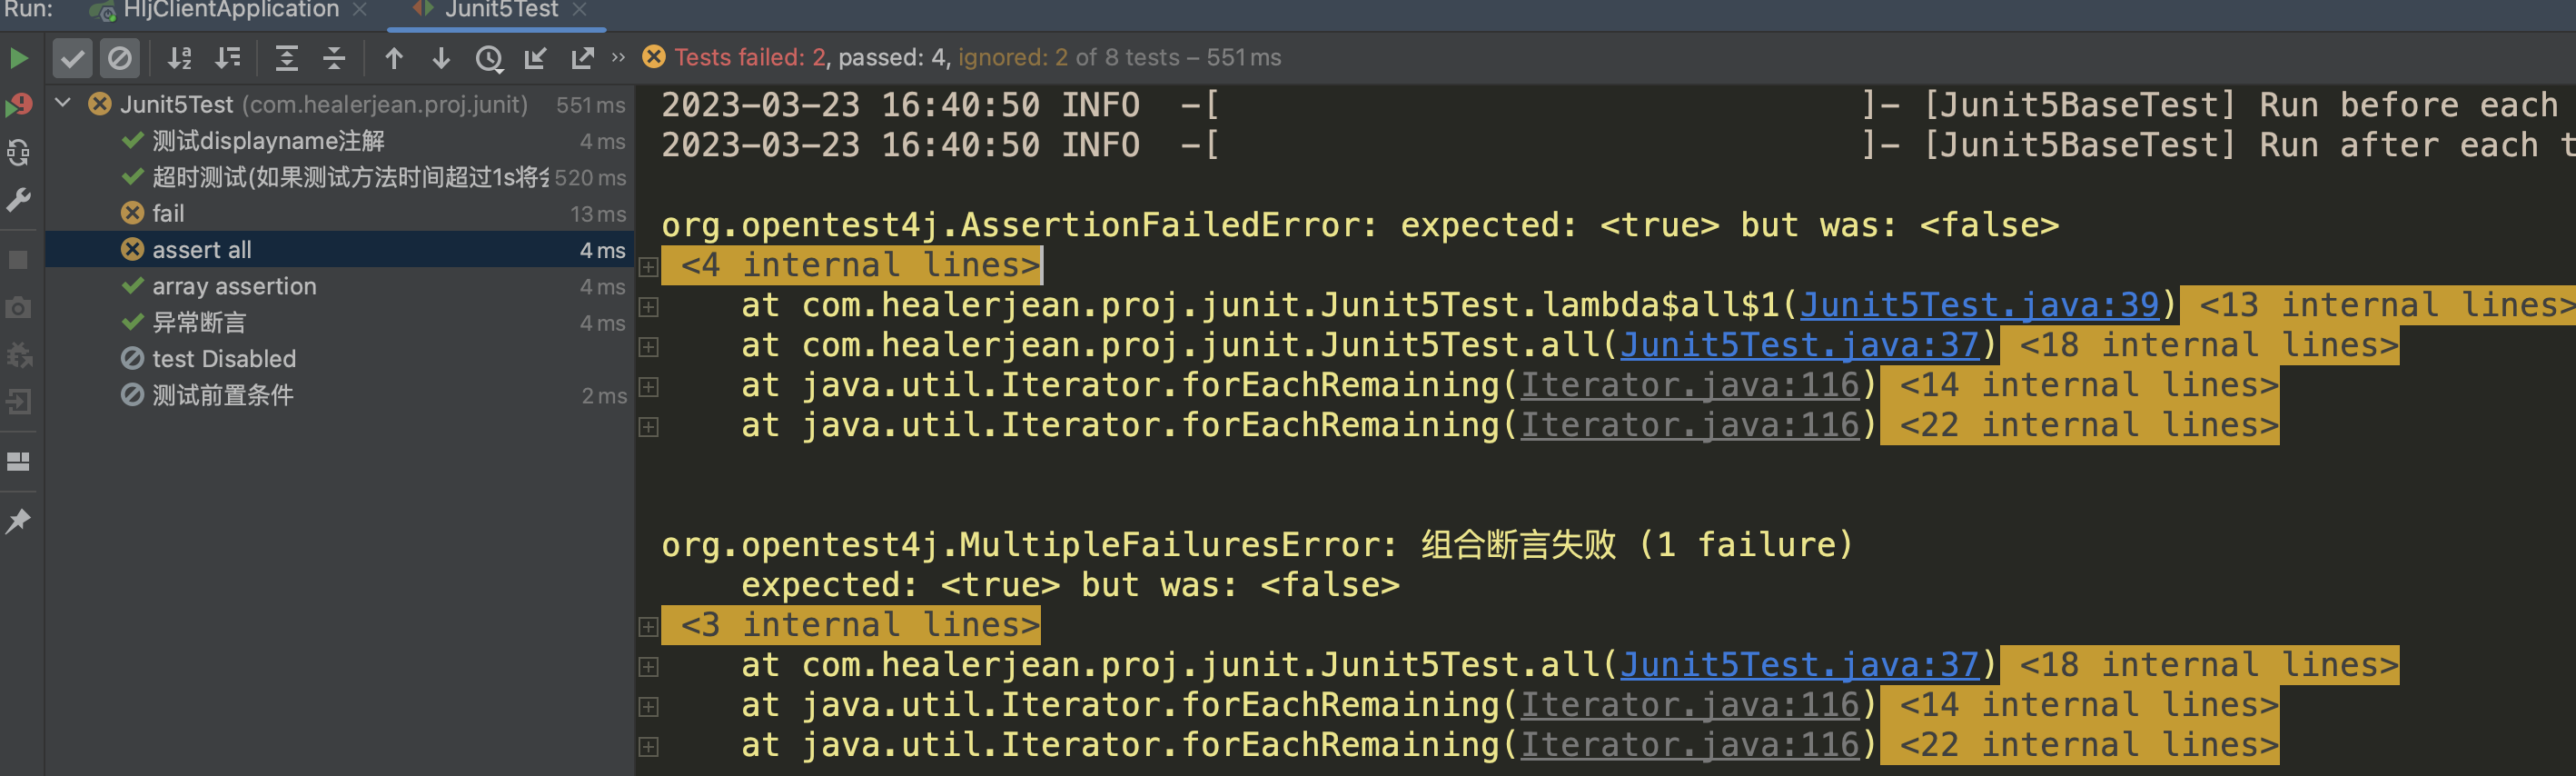 Run: HljClientApplication × Junit5Test ×
Tests failed: 2, passed: 4, ignored: 2 of 8 tests – 551 ms
Junit5Test (com.healerjean.proj.junit) 551 ms
测试displayname注解 4 ms
超时测试(如果测试方法时间超过1s将 520 ms
fail 13 ms
assert all 4 ms
array assertion 4 ms
异常断言 4 ms
test Disabled
测试前置条件 2 ms
2023-03-23 16:40:50 INFO -[ ]- [Junit5BaseTest] Run before each
2023-03-23 16:40:50 INFO -[ ]- [Junit5BaseTest] Run after each t
org.opentest4j.AssertionFailedError: expected: <true> but was: <false>
<4 internal lines>
at com.healerjean.proj.junit.Junit5Test.lambda$all$1(Junit5Test.java:39) <13 internal lines>
at com.healerjean.proj.junit.Junit5Test.all(Junit5Test.java:37) <18 internal lines>
at java.util.Iterator.forEachRemaining(Iterator.java:116) <14 internal lines>
at java.util.Iterator.forEachRemaining(Iterator.java:116) <22 internal lines>
org.opentest4j.MultipleFailuresError: 组合断言失败 (1 failure)
expected: <true> but was: <false>
<3 internal lines>
at com.healerjean.proj.junit.Junit5Test.all(Junit5Test.java:37) <18 internal lines>
at java.util.Iterator.forEachRemaining(Iterator.java:116) <14 internal lines>
at java.util.Iterator.forEachRemaining(Iterator.java:116) <22 internal lines>